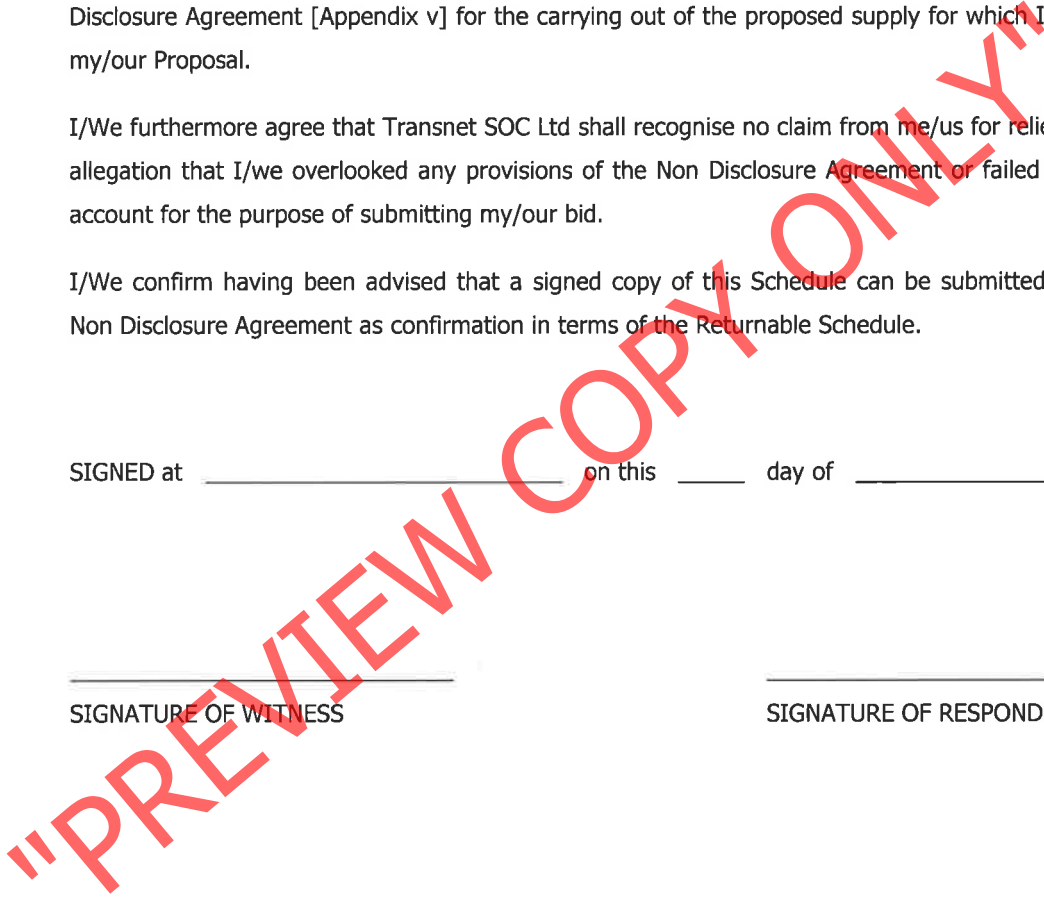 Disclosure Agreement [Appendix v] for the carrying out of the proposed supply for which I
my/our Proposal.
I/We furthermore agree that Transnet SOC Ltd shall recognise no claim from me/us for relie
allegation that I/we overlooked any provisions of the Non Disclosure Agreement or failed
account for the purpose of submitting my/our bid.
I/We confirm having been advised that a signed copy of this Schedule can be submitted
Non Disclosure Agreement as confirmation in terms of the Returnable Schedule.
SIGNED at on this day of
SIGNATURE OF WITNESS SIGNATURE OF RESPOND
"PREVIEW COPY ONLY"